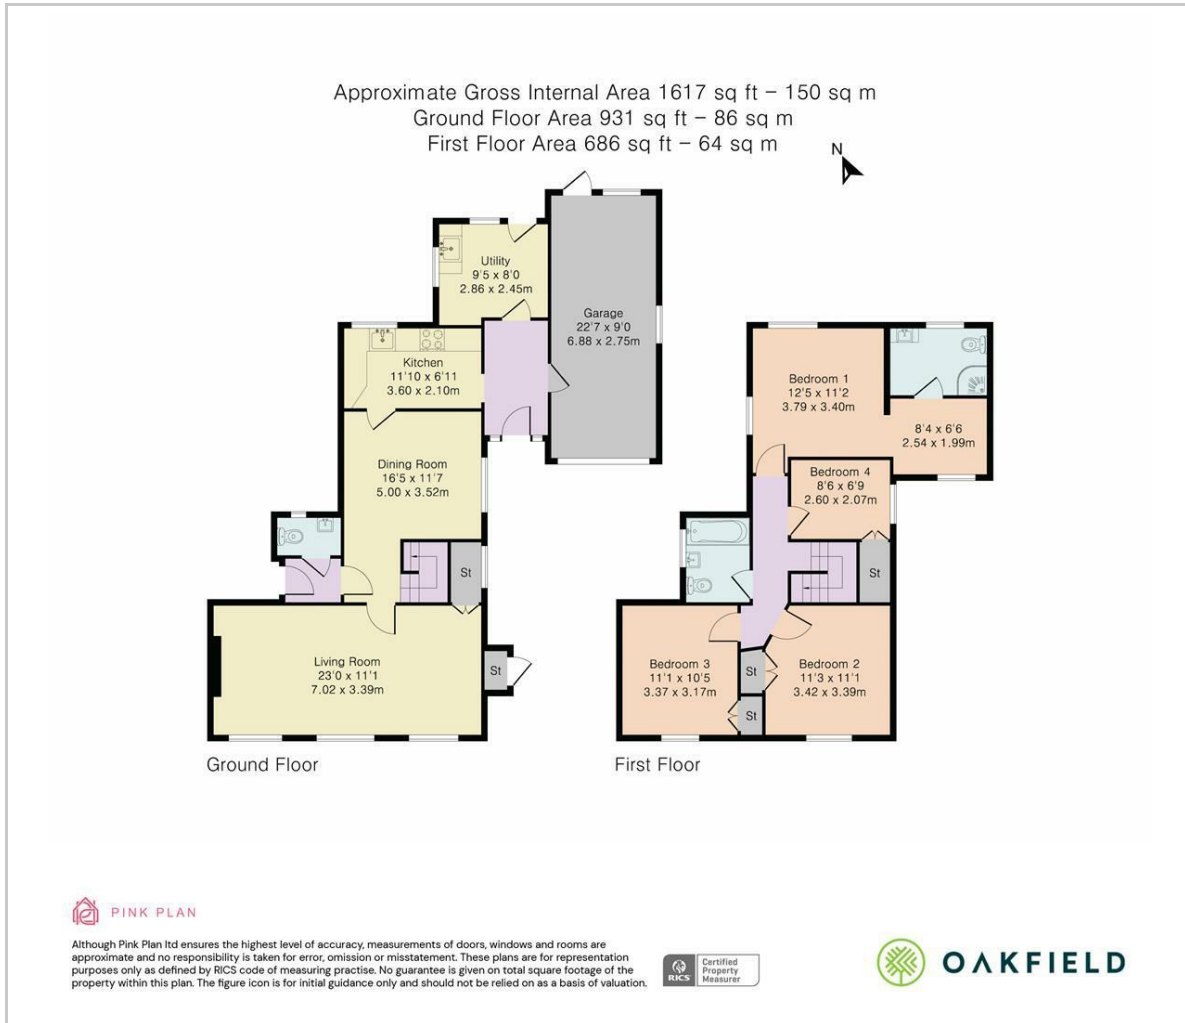 Approximate Gross Internal Area 1617 sq ft – 150 sq m
Ground Floor Area 931 sq ft – 86 sq m
First Floor Area 686 sq ft – 64 sq m
N
Utility
9'5 x 8'0
2.86 x 2.45m
Garage
22'7 x 9'0
6.88 x 2.75m
Kitchen
11'10 x 6'11
3.60 x 2.10m
Dining Room
16'5 x 11'7
5.00 x 3.52m
St
Living Room
23'0 x 11'1
7.02 x 3.39m
St
Ground Floor
Bedroom 1
12'5 x 11'2
3.79 x 3.40m
8'4 x 6'6
2.54 x 1.99m
Bedroom 4
8'6 x 6'9
2.60 x 2.07m
St
Bedroom 3
11'1 x 10'5
3.37 x 3.17m
St
St
Bedroom 2
11'3 x 11'1
3.42 x 3.39m
First Floor
PINK PLAN
Although Pink Plan ltd ensures the highest level of accuracy, measurements of doors, windows and rooms are
approximate and no responsibility is taken for error, omission or misstatement. These plans are for representation
purposes only as defined by RICS code of measuring practise. No guarantee is given on total square footage of the
property within this plan. The figure icon is for initial guidance only and should not be relied on as a basis of valuation.
RICS
Certified
Property
Measurer
OAKFIELD